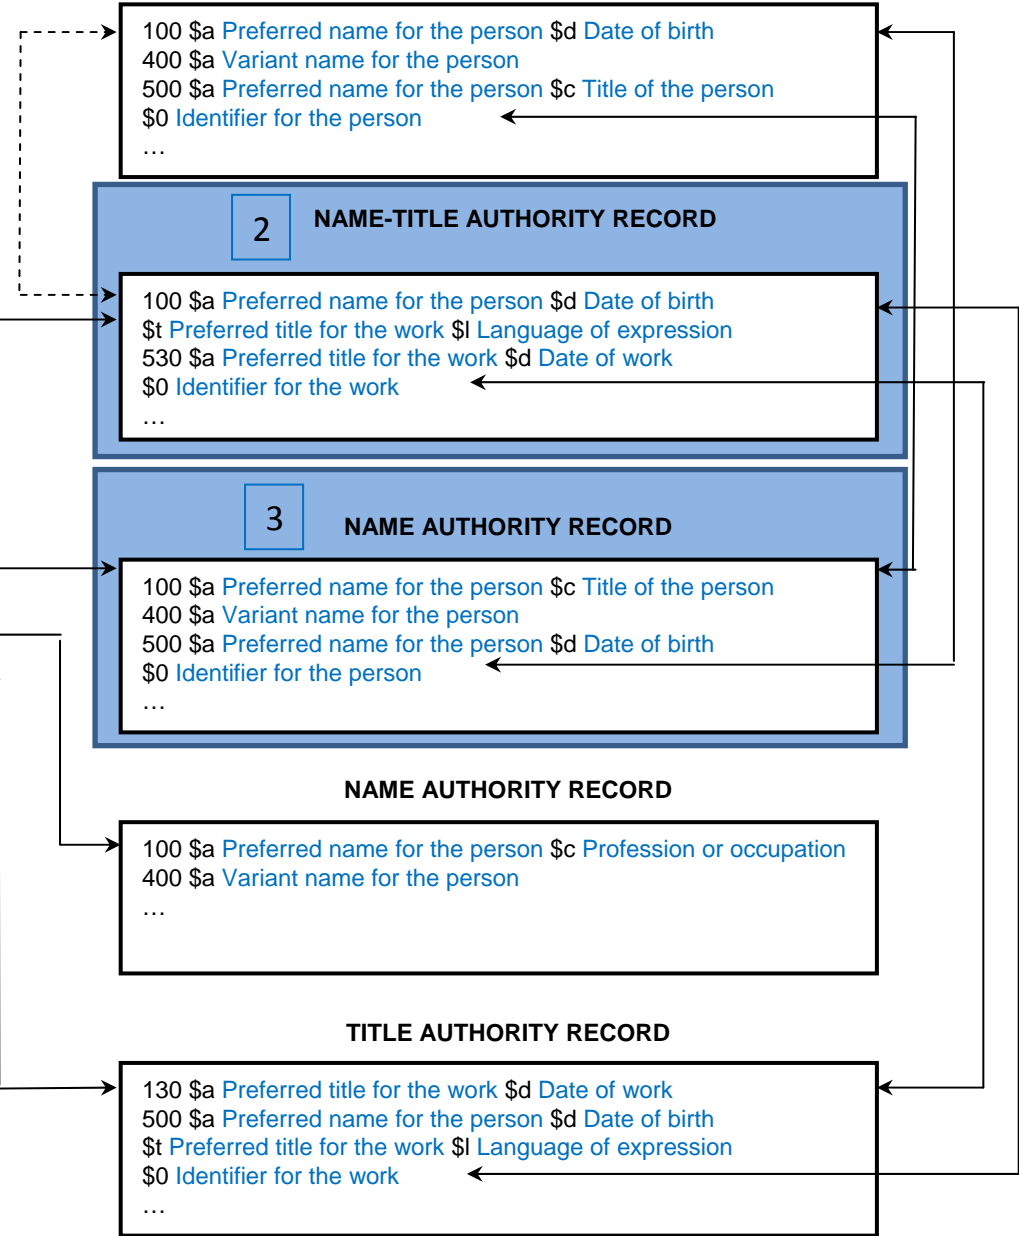 100 $a Preferred name for the person $d Date of birth
400 $a Variant name for the person
500 $a Preferred name for the person $c Title of the person
$0 Identifier for the person
…
2
NAME-TITLE AUTHORITY RECORD
100 $a Preferred name for the person $d Date of birth
$t Preferred title for the work $l Language of expression
530 $a Preferred title for the work $d Date of work
$0 Identifier for the work
…
3
NAME AUTHORITY RECORD
100 $a Preferred name for the person $c Title of the person
400 $a Variant name for the person
500 $a Preferred name for the person $d Date of birth
$0 Identifier for the person
…
NAME AUTHORITY RECORD
100 $a Preferred name for the person $c Profession or occupation
400 $a Variant name for the person
…
TITLE AUTHORITY RECORD
130 $a Preferred title for the work $d Date of work
500 $a Preferred name for the person $d Date of birth
$t Preferred title for the work $l Language of expression
$0 Identifier for the work
…